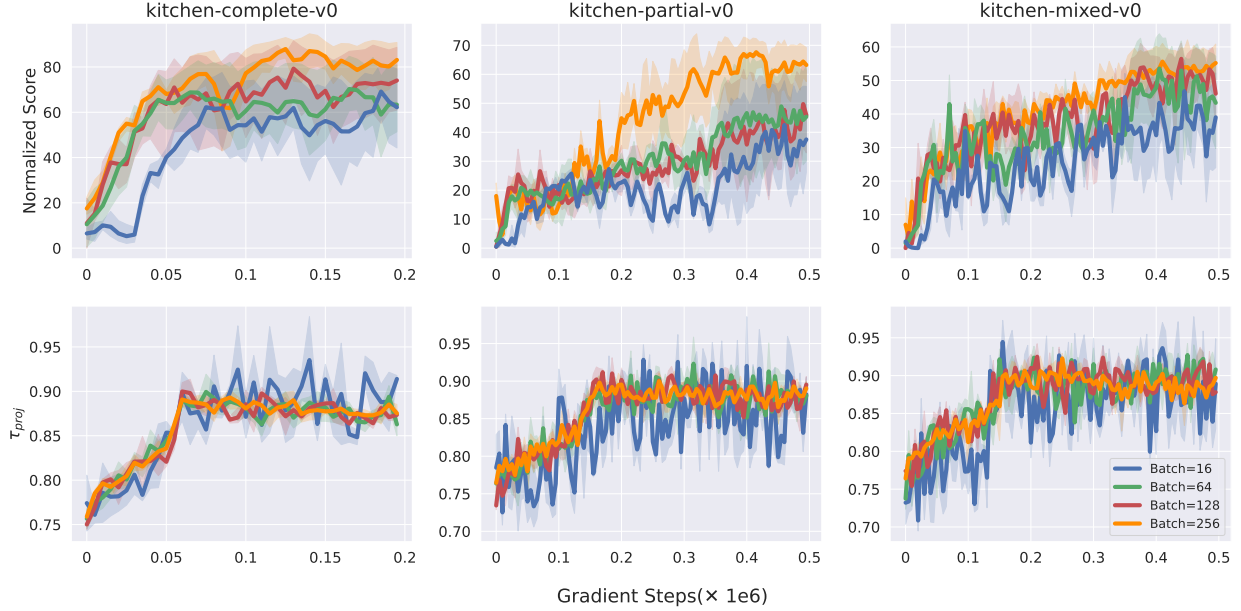 kitchen-complete-v0
kitchen-partial-v0
kitchen-mixed-v0
Normalized Score
80
60
40
20
0
0 0.05 0.1 0.15 0.2
70
60
50
40
30
20
10
0
0 0.1 0.2 0.3 0.4 0.5
60
50
40
30
20
10
0
0 0.1 0.2 0.3 0.4 0.5
τproj
0.95
0.90
0.85
0.80
0.75
0 0.05 0.1 0.15 0.2
0.95
0.90
0.85
0.80
0.75
0.70
0 0.1 0.2 0.3 0.4 0.5
0.95
0.90
0.85
0.80
0.75
0.70
0 0.1 0.2 0.3 0.4 0.5
Batch=16
Batch=64
Batch=128
Batch=256
Gradient Steps(× 1e6)